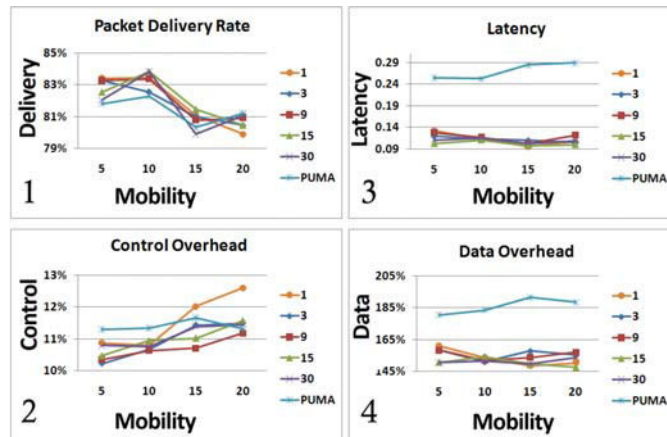 Packet Delivery Rate
85%
83%
81%
79%
Delivery
5 10 15 20
Mobility
1
1
3
9
15
30
PUMA
Latency
0.29
0.24
0.19
0.14
0.09
Latency
5 10 15 20
Mobility
3
1
3
9
15
30
PUMA
Control Overhead
13%
12%
11%
10%
Control
5 10 15 20
Mobility
2
1
3
9
15
30
PUMA
Data Overhead
205%
185%
165%
145%
Data
5 10 15 20
Mobility
4
1
3
9
15
30
PUMA